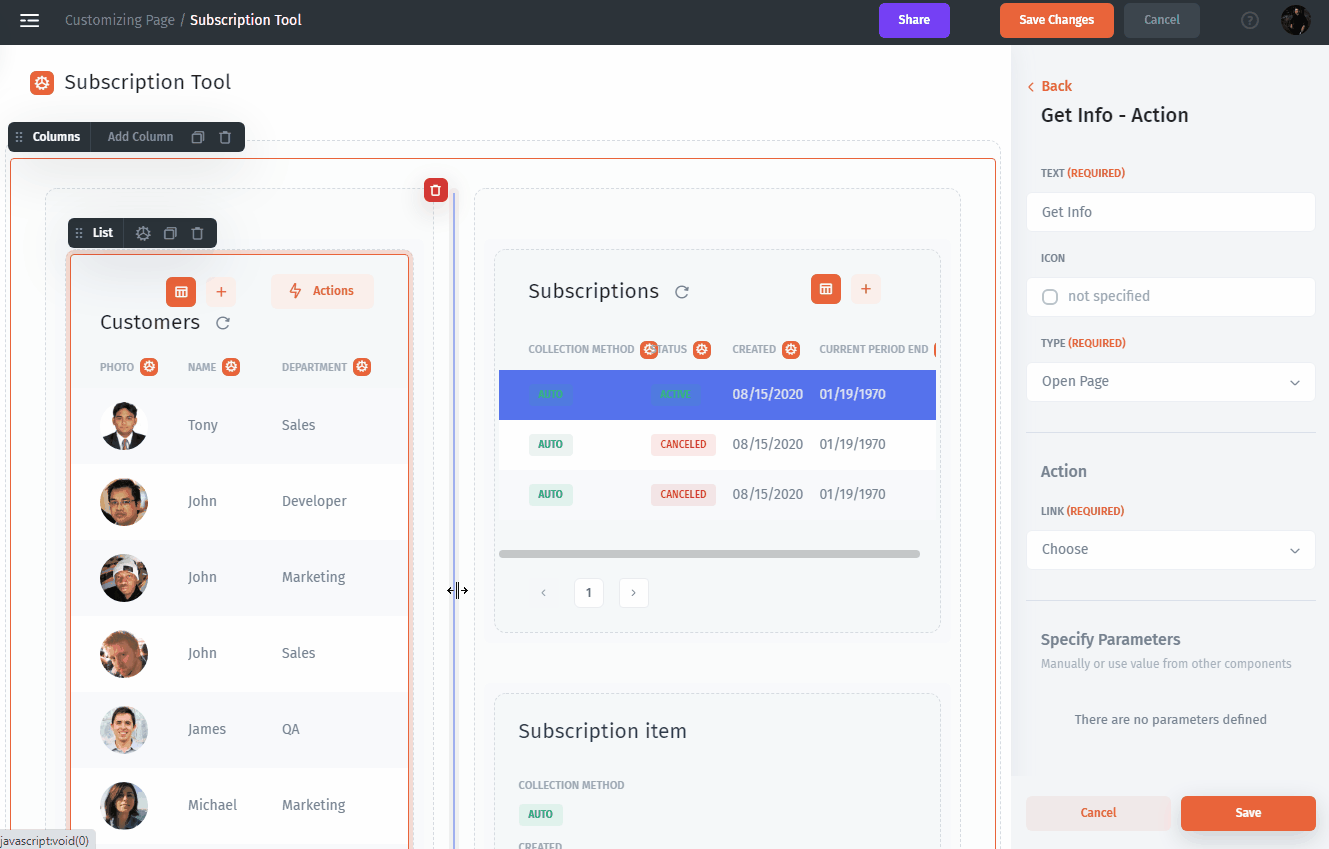 Customizing Page / Subscription Tool
Share
Save Changes
Cancel
?
Subscription Tool
Columns
Add Column
List
Actions
Customers
PHOTO NAME DEPARTMENT
Tony Sales
John Developer
John Marketing
John Sales
James QA
Michael Marketing
javascript:void(0)
Subscriptions
COLLECTION METHOD TATUS CREATED CURRENT PERIOD END
AUTO ACTIVE 08/15/2020 01/19/1970
AUTO CANCELED 08/15/2020 01/19/1970
AUTO CANCELED 08/15/2020 01/19/1970
1
Subscription item
COLLECTION METHOD
AUTO
CREATED
Back
Get Info - Action
TEXT (REQUIRED)
Get Info
ICON
not specified
TYPE (REQUIRED)
Open Page
Action
LINK (REQUIRED)
Choose
Specify Parameters
Manually or use value from other components
There are no parameters defined
Cancel
Save